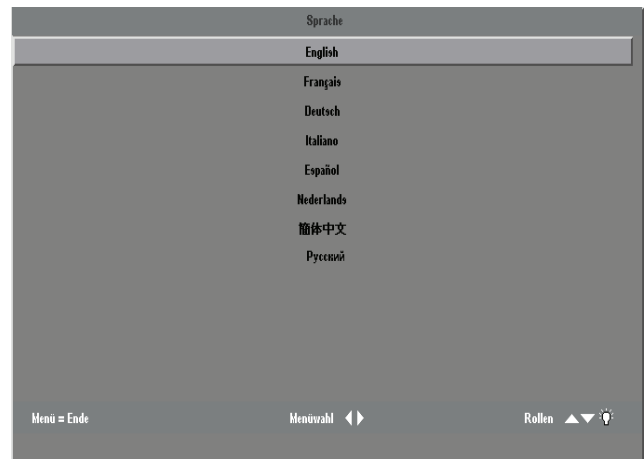 Sprache
English
Français
Deutsch
Italiano
Español
Nederlands
簡体中文
Русский
Menü = Ende Menüwahl Rollen